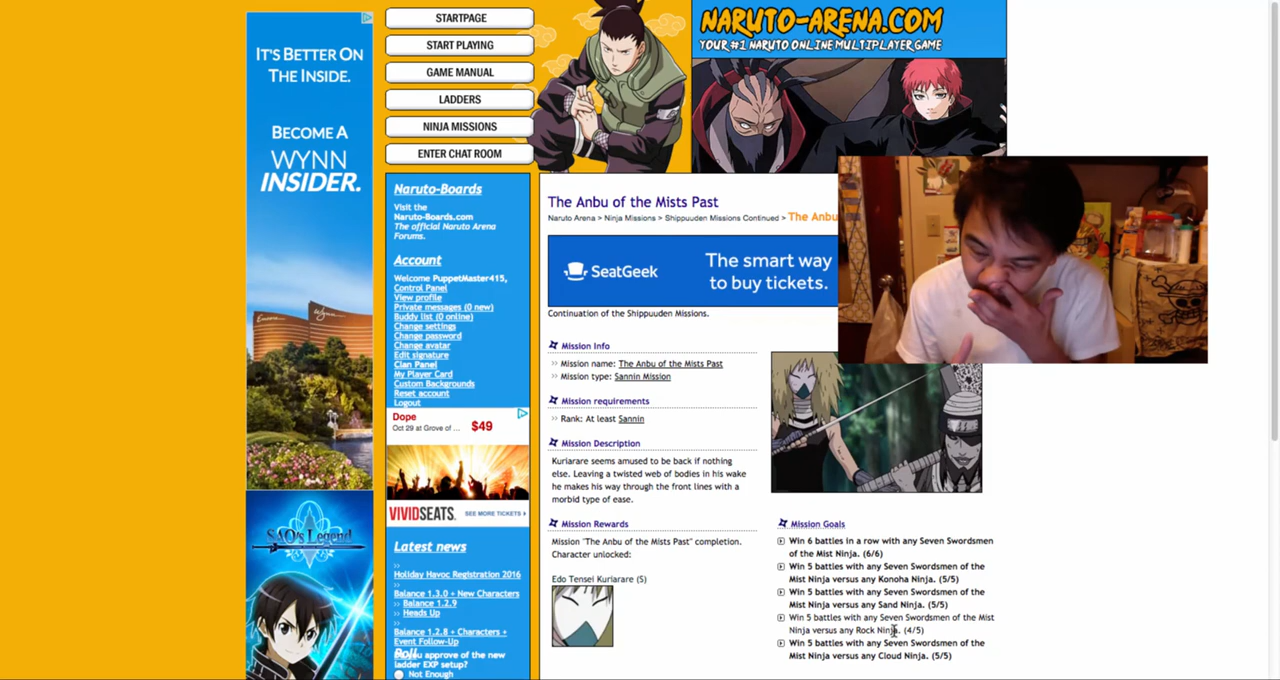 IT'S BETTER ON
THE INSIDE.
BECOME A
WYNN
INSIDER.
SAO's Legend
STARTPAGE
START PLAYING
GAME MANUAL
LADDERS
NINJA MISSIONS
ENTER CHAT ROOM
NARUTO-ARENA.COM
YOUR #1 NARUTO ONLINE MULTIPLAYER GAME
Naruto-Boards
Visit the
Naruto-Boards.com
The official Naruto Arena
Forums.
Account
Welcome PuppetMaster415,
Control Panel
View profile
Private messages (0 new)
Buddy list (0 online)
Change settings
Change password
Change avatar
Edit signature
Clan Panel
My Player Card
Custom Backgrounds
Reset account
Logout
Dope
Oct 29 at Grove of ...
$49
VIVIDSEATS.
SEE MORE TICKETS
Latest news
Holiday Havoc Registration 2016
Balance 1.3.0 + New Characters
Balance 1.2.9
Heads Up
Balance 1.2.8 + Characters +
Event Follow-Up
Poll
you approve of the new
ladder EXP setup?
Not Enough
The Anbu of the Mists Past
Naruto Arena > Ninja Missions > Shippuuden Missions Continued > The Anbu
SeatGeek
The smart way
to buy tickets.
Continuation of the Shippuuden Missions.
Mission Info
Mission name: The Anbu of the Mists Past
Mission type: Sannin Mission
Mission requirements
Rank: At least Sannin
Mission Description
Kuriarare seems amused to be back if nothing
else. Leaving a twisted web of bodies in his wake
he makes his way through the front lines with a
morbid type of ease.
Mission Rewards
Mission "The Anbu of the Mists Past" completion.
Character unlocked:
Edo Tensei Kuriarare (S)
Mission Goals
Win 6 battles in a row with any Seven Swordsmen
of the Mist Ninja. (6/6)
Win 5 battles with any Seven Swordsmen of the
Mist Ninja versus any Konoha Ninja. (5/5)
Win 5 battles with any Seven Swordsmen of the
Mist Ninja versus any Sand Ninja. (5/5)
Win 5 battles with any Seven Swordsmen of the Mist
Ninja versus any Rock Ninja. (4/5)
Win 5 battles with any Seven Swordsmen of the
Mist Ninja versus any Cloud Ninja. (5/5)